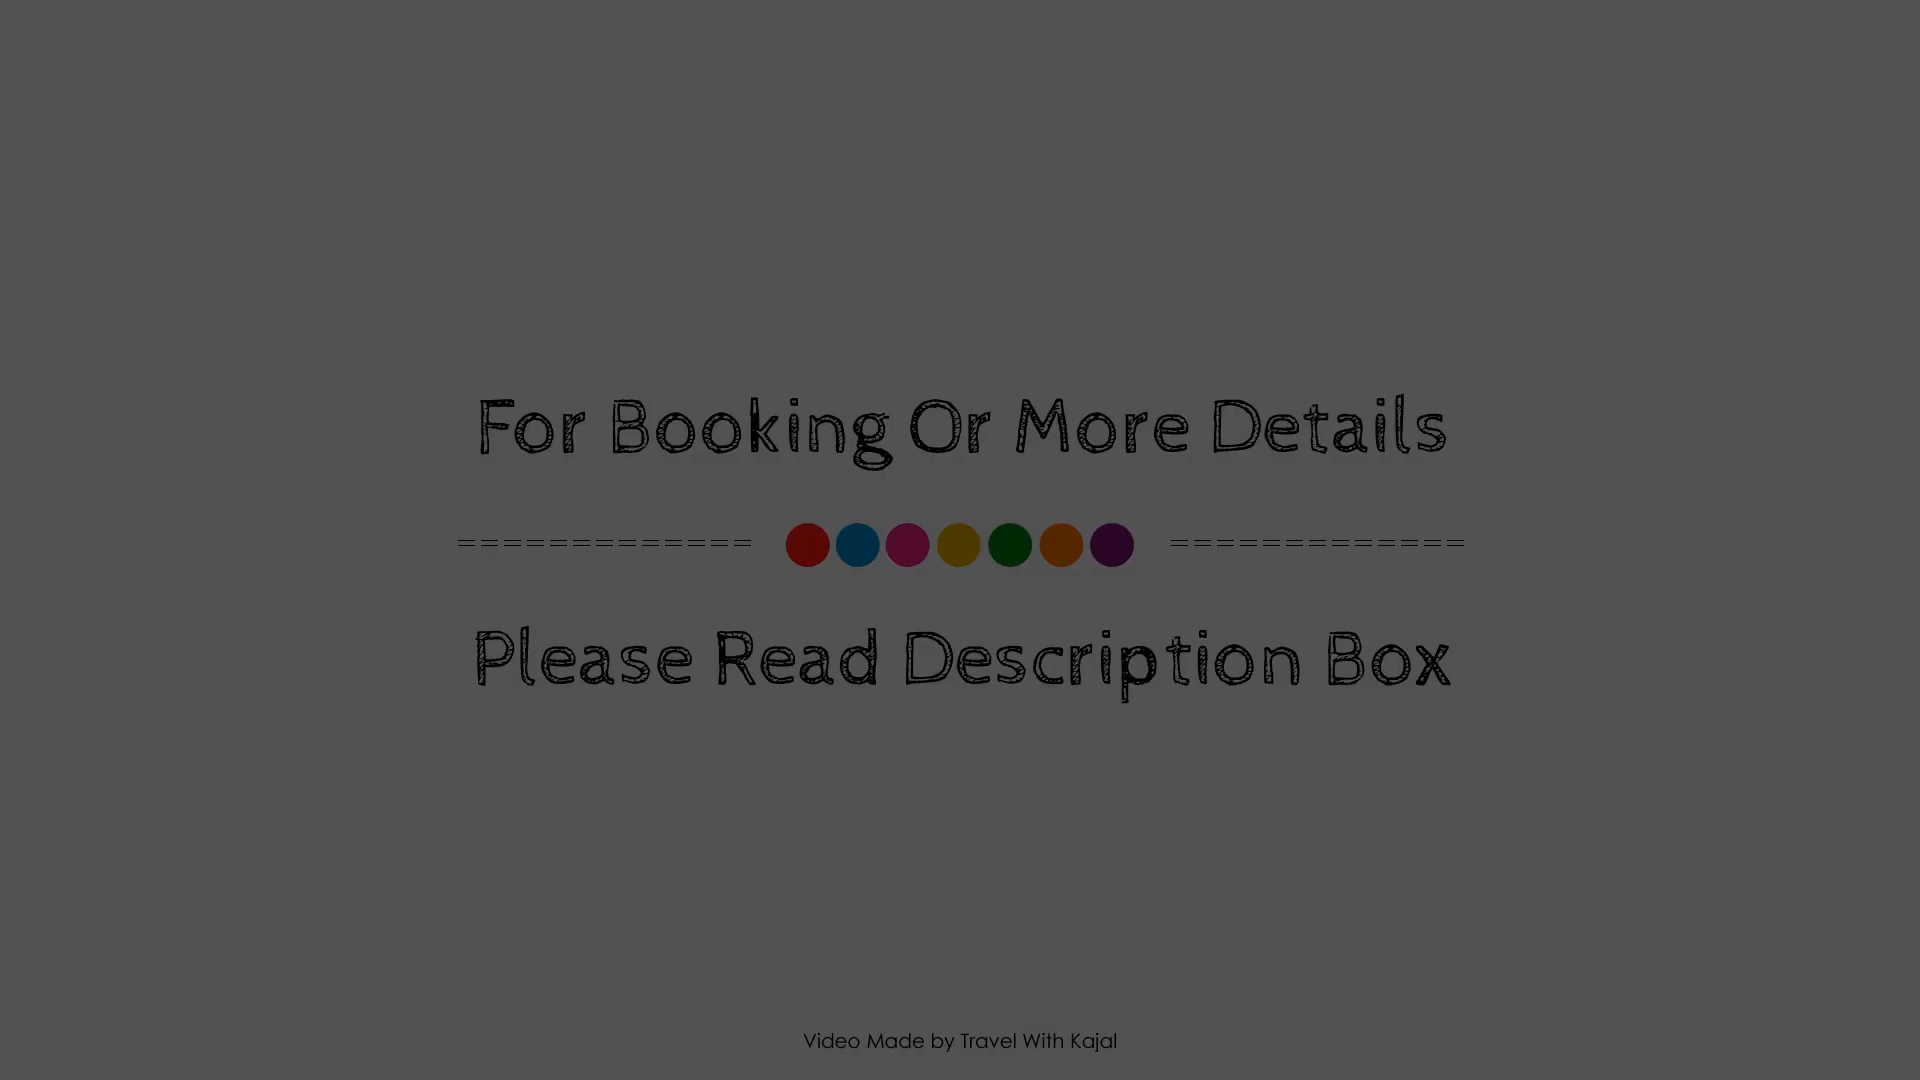 For Booking Or More Details
============= =============
Please Read Description Box
Video Made by Travel With Kajal